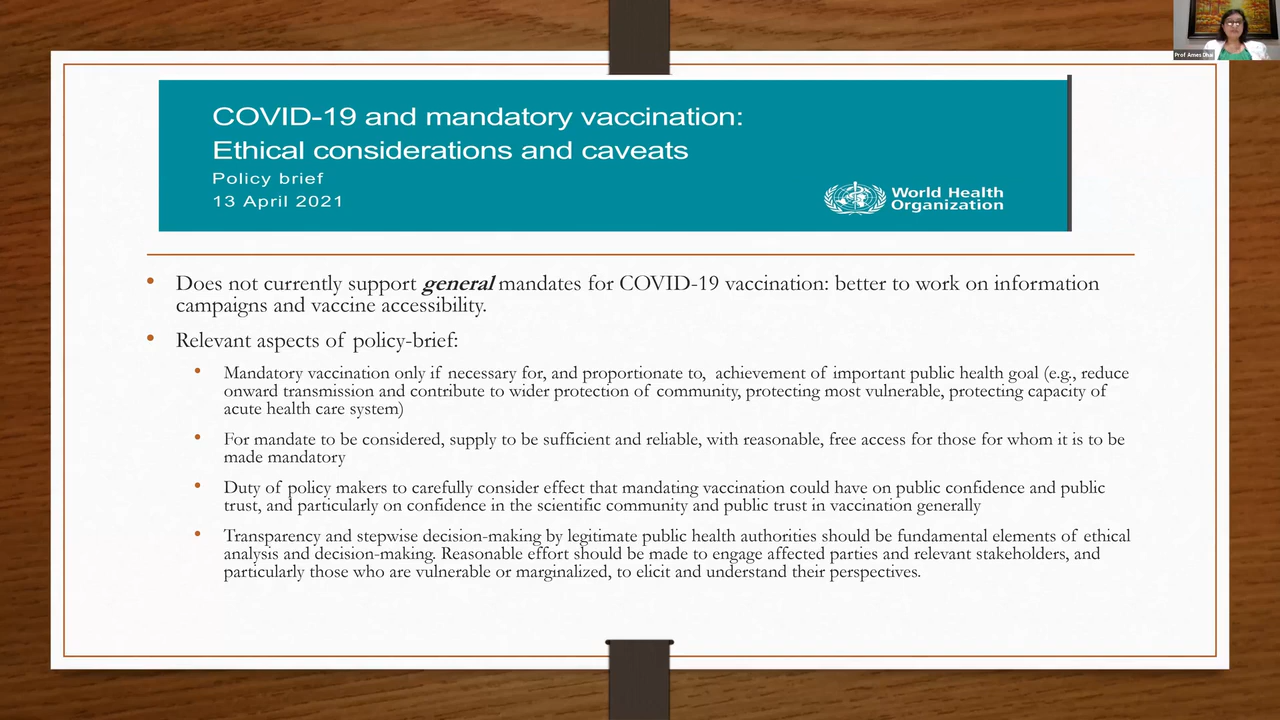 Prof Ames Dhai
COVID-19 and mandatory vaccination:
Ethical considerations and caveats
Policy brief
13 April 2021
World Health
Organization
• Does not currently support general mandates for COVID-19 vaccination: better to work on information
campaigns and vaccine accessibility.
• Relevant aspects of policy-brief:
• Mandatory vaccination only if necessary for, and proportionate to, achievement of important public health goal (e.g., reduce
onward transmission and contribute to wider protection of community, protecting most vulnerable, protecting capacity of
acute health care system)
• For mandate to be considered, supply to be sufficient and reliable, with reasonable, free access for those for whom it is to be
made mandatory
• Duty of policy makers to carefully consider effect that mandating vaccination could have on public confidence and public
trust, and particularly on confidence in the scientific community and public trust in vaccination generally
• Transparency and stepwise decision-making by legitimate public health authorities should be fundamental elements of ethical
analysis and decision-making. Reasonable effort should be made to engage affected parties and relevant stakeholders, and
particularly those who are vulnerable or marginalized, to elicit and understand their perspectives.